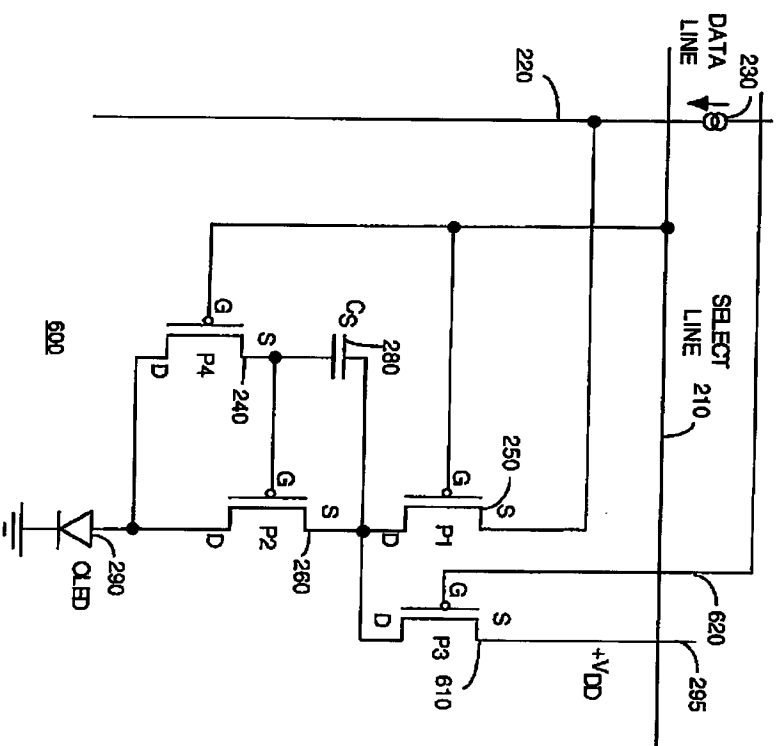 DATA
LINE
230
220
SELECT
LINE 210
CS
280
250
S
G
P1
D
620
295
+VDD
S
G
D
P3
610
G
S
240
P4
D
G
S
260
P2
D
290
OLED
600